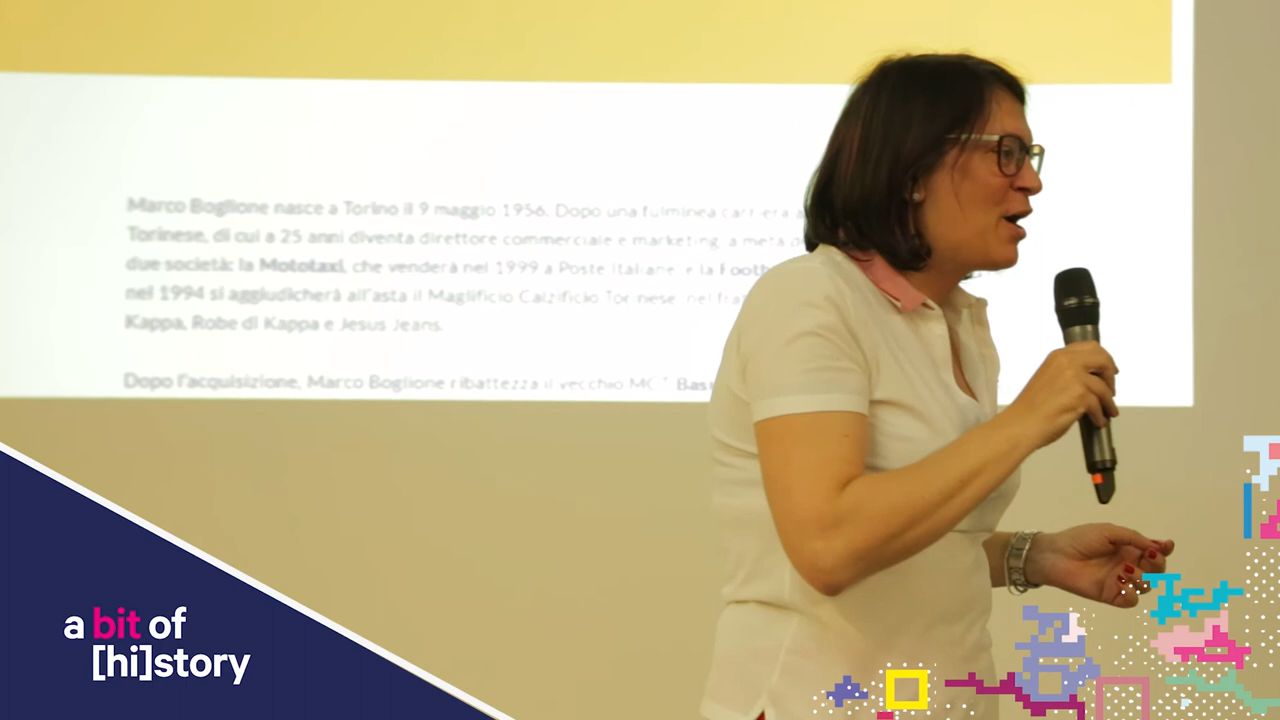 Marco Boglione nasce a Torino il 9 maggio 1956. Dopo una fulminea carriera a
Torinese, di cui a 25 anni diventa direttore commerciale e marketing, a metà
due società: la Mototaxi, che venderà nel 1999 a Poste Italiane, e la
nel 1994 si aggiudicherà all'asta il Maglificio Calzificio Torinese, nel
Kappa, Robe di Kappa e Jesus Jeans.
Dopo l'acquisizione, Marco Boglione ribattezza il vecchio MCT
a bit of
[hi]story